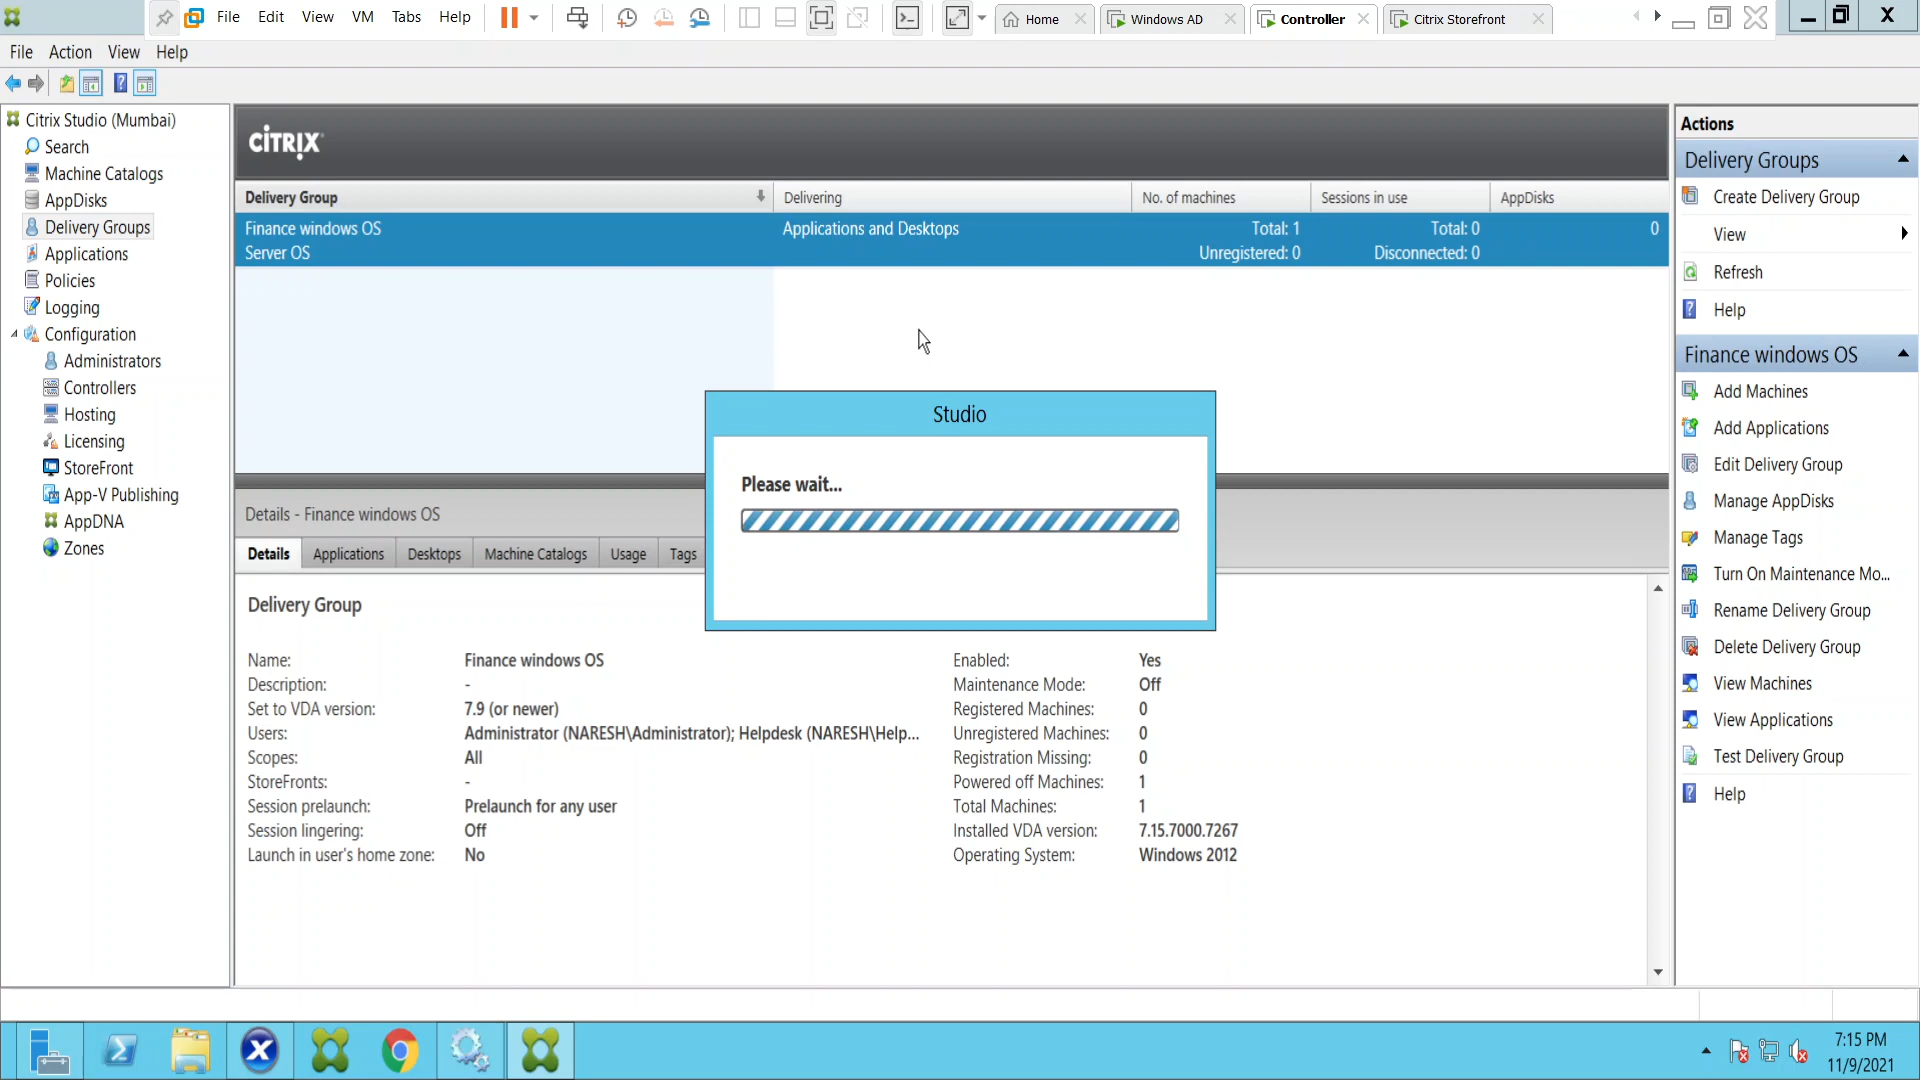 File Edit View VM Tabs Help
Home
Windows AD
Controller
Citrix Storefront
File Action View Help
Citrix Studio (Mumbai)
Search
Machine Catalogs
AppDisks
Delivery Groups
Applications
Policies
Logging
Configuration
Administrators
Controllers
Hosting
Licensing
StoreFront
App-V Publishing
AppDNA
Zones
CITRIX
Delivery Group Delivering No. of machines Sessions in use AppDisks
Finance windows OS Applications and Desktops Total: 1 Total: 0 0
Server OS Unregistered: 0 Disconnected: 0
Studio
Please wait...
Details - Finance windows OS
Details Applications Desktops Machine Catalogs Usage Tags
Delivery Group
Name: Finance windows OS
Description: -
Set to VDA version: 7.9 (or newer)
Users: Administrator (NARESH\Administrator); Helpdesk (NARESH\Help...
Scopes: All
StoreFronts: -
Session prelaunch: Prelaunch for any user
Session lingering: Off
Launch in user's home zone: No
Enabled: Yes
Maintenance Mode: Off
Registered Machines: 0
Unregistered Machines: 0
Registration Missing: 0
Powered off Machines: 1
Total Machines: 1
Installed VDA version: 7.15.7000.7267
Operating System: Windows 2012
Actions
Delivery Groups
Create Delivery Group
View
Refresh
Help
Finance windows OS
Add Machines
Add Applications
Edit Delivery Group
Manage AppDisks
Manage Tags
Turn On Maintenance Mo...
Rename Delivery Group
Delete Delivery Group
View Machines
View Applications
Test Delivery Group
Help
7:15 PM
11/9/2021